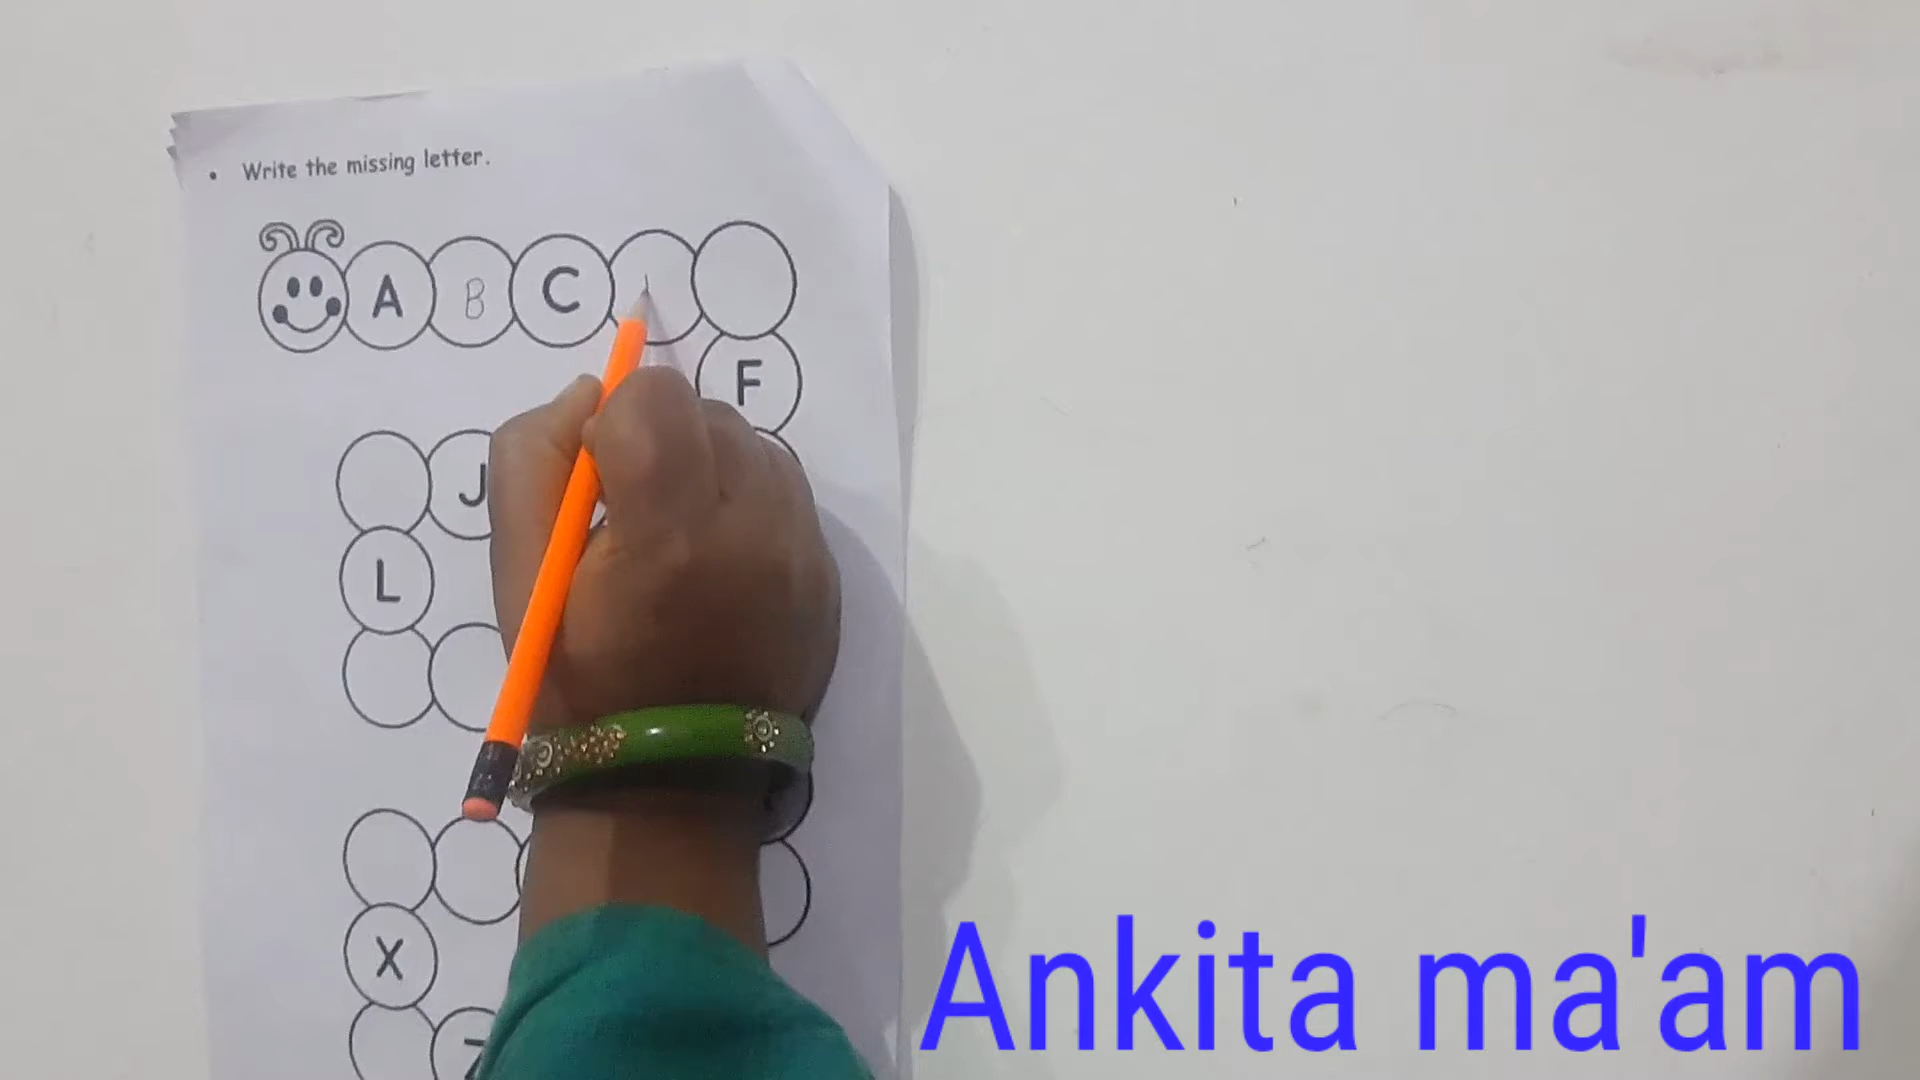 • Write the missing letter.
A B C
F
J
L
X
Ankita ma'am